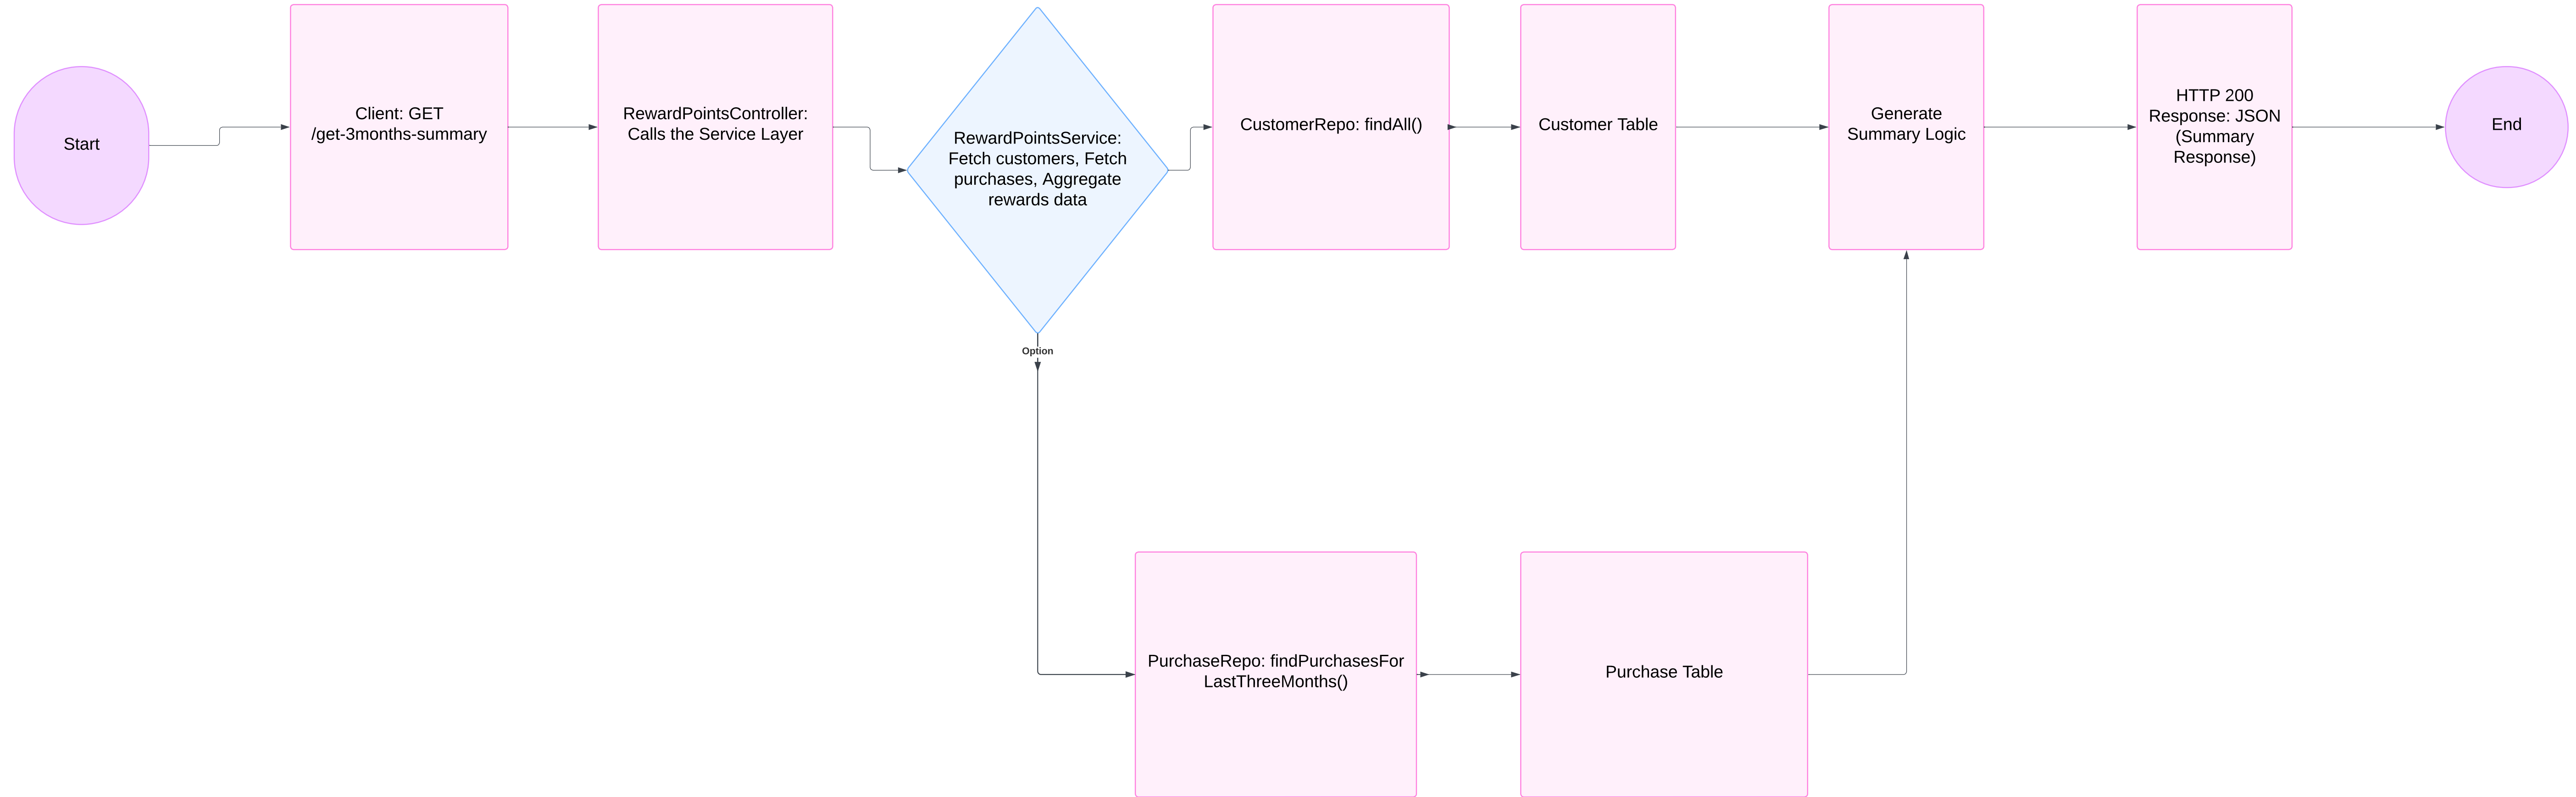 Start
Client: GET
/get-3months-summary
RewardPointsController:
Calls the Service Layer
RewardPointsService:
Fetch customers, Fetch
purchases, Aggregate
rewards data
CustomerRepo: findAll()
Customer Table
Generate
Summary Logic
HTTP 200
Response: JSON
(Summary
Response)
End
Option
PurchaseRepo: findPurchasesFor
LastThreeMonths()
Purchase Table